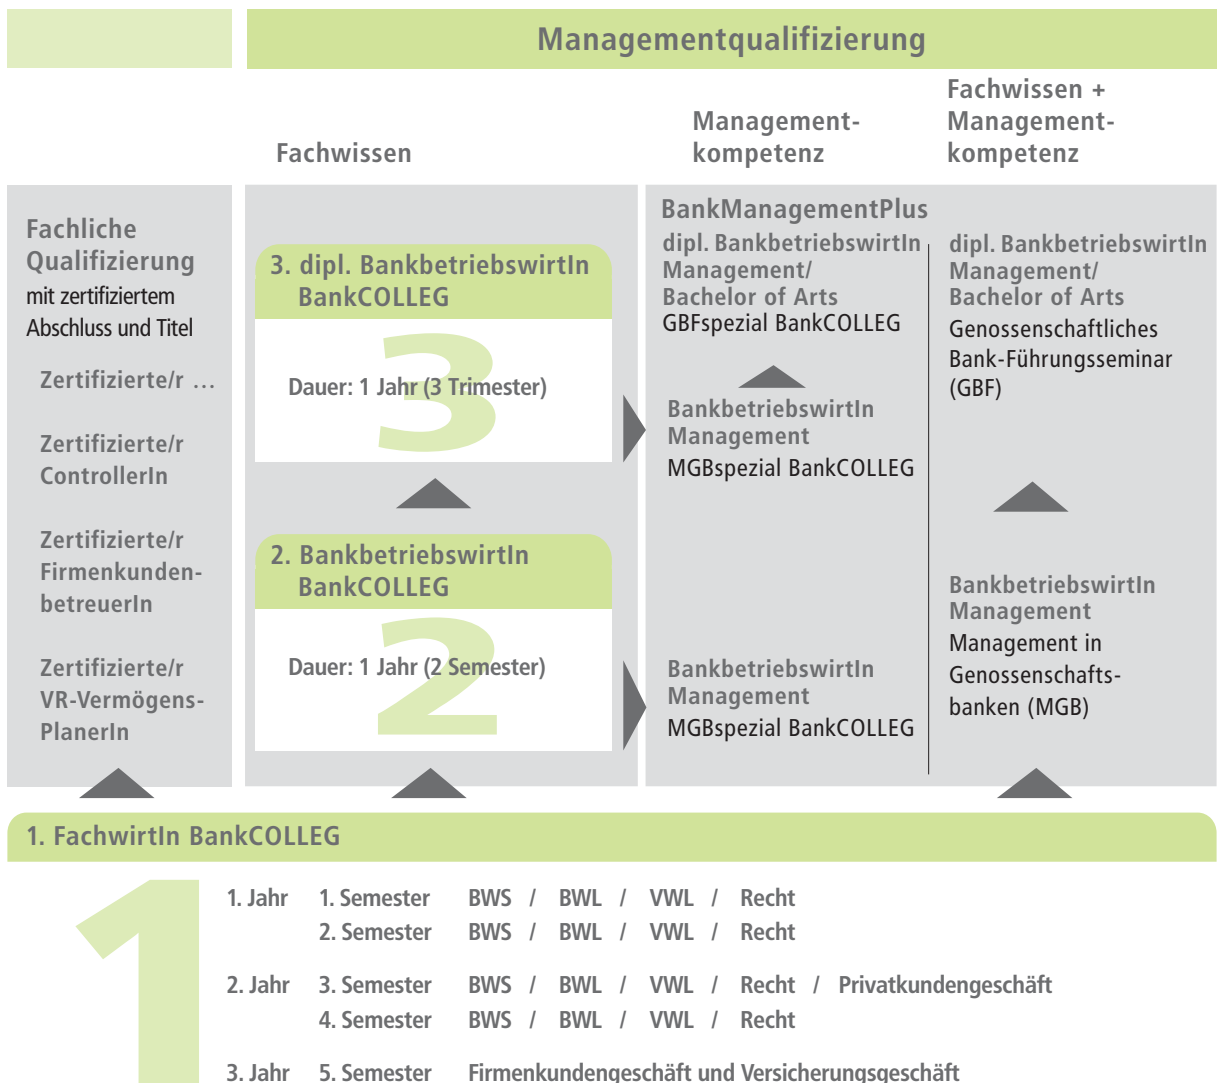 Managementqualifizierung
Fachwissen
Management-
kompetenz
Fachwissen +
Management-
kompetenz
Fachliche
Qualifizierung
mit zertifiziertem
Abschluss und Titel
Zertifizierte/r ...
Zertifizierte/r
ControllerIn
Zertifizierte/r
Firmenkunden-
betreuerIn
Zertifizierte/r
VR-Vermögens-
PlanerIn
3. dipl. BankbetriebswirtIn
BankCOLLEG
3
Dauer: 1 Jahr (3 Trimester)
2. BankbetriebswirtIn
BankCOLLEG
2
Dauer: 1 Jahr (2 Semester)
BankManagementPlus
dipl. BankbetriebswirtIn
Management/
Bachelor of Arts
GBFspezial BankCOLLEG
BankbetriebswirtIn
Management
MGBspezial BankCOLLEG
BankbetriebswirtIn
Management
MGBspezial BankCOLLEG
dipl. BankbetriebswirtIn
Management/
Bachelor of Arts
Genossenschaftliches
Bank-Führungsseminar
(GBF)
BankbetriebswirtIn
Management
Management in
Genossenschafts-
banken (MGB)
1. FachwirtIn BankCOLLEG
1
1. Jahr 1. Semester BWS / BWL / VWL / Recht
2. Semester BWS / BWL / VWL / Recht
2. Jahr 3. Semester BWS / BWL / VWL / Recht / Privatkundengeschäft
4. Semester BWS / BWL / VWL / Recht
3. Jahr 5. Semester Firmenkundengeschäft und Versicherungsgeschäft